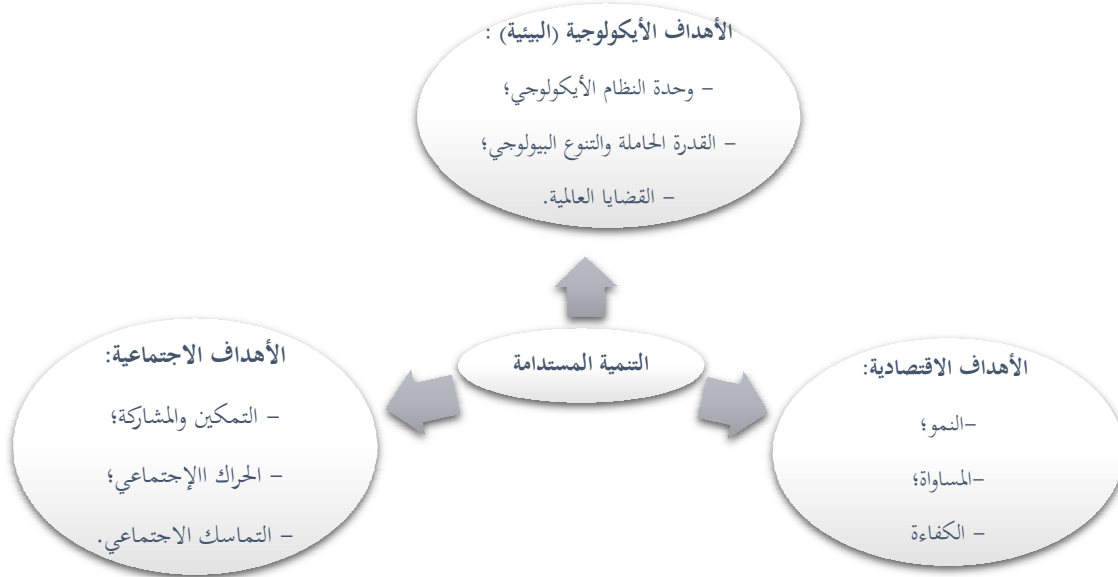 الأهداف الأيكولوجية (البيئية) :
– وحدة النظام الأيكولوجي؛
– القدرة الحاملة والتنوع البيولوجي؛
– القضايا العالمية.
التنمية المستدامة
الأهداف الاقتصادية:
–النمو؛
–المساواة؛
– الكفاءة
الأهداف الاجتماعية:
– التمكين والمشاركة؛
– الحراك االإجتماعي؛
– التماسك الاجتماعي.